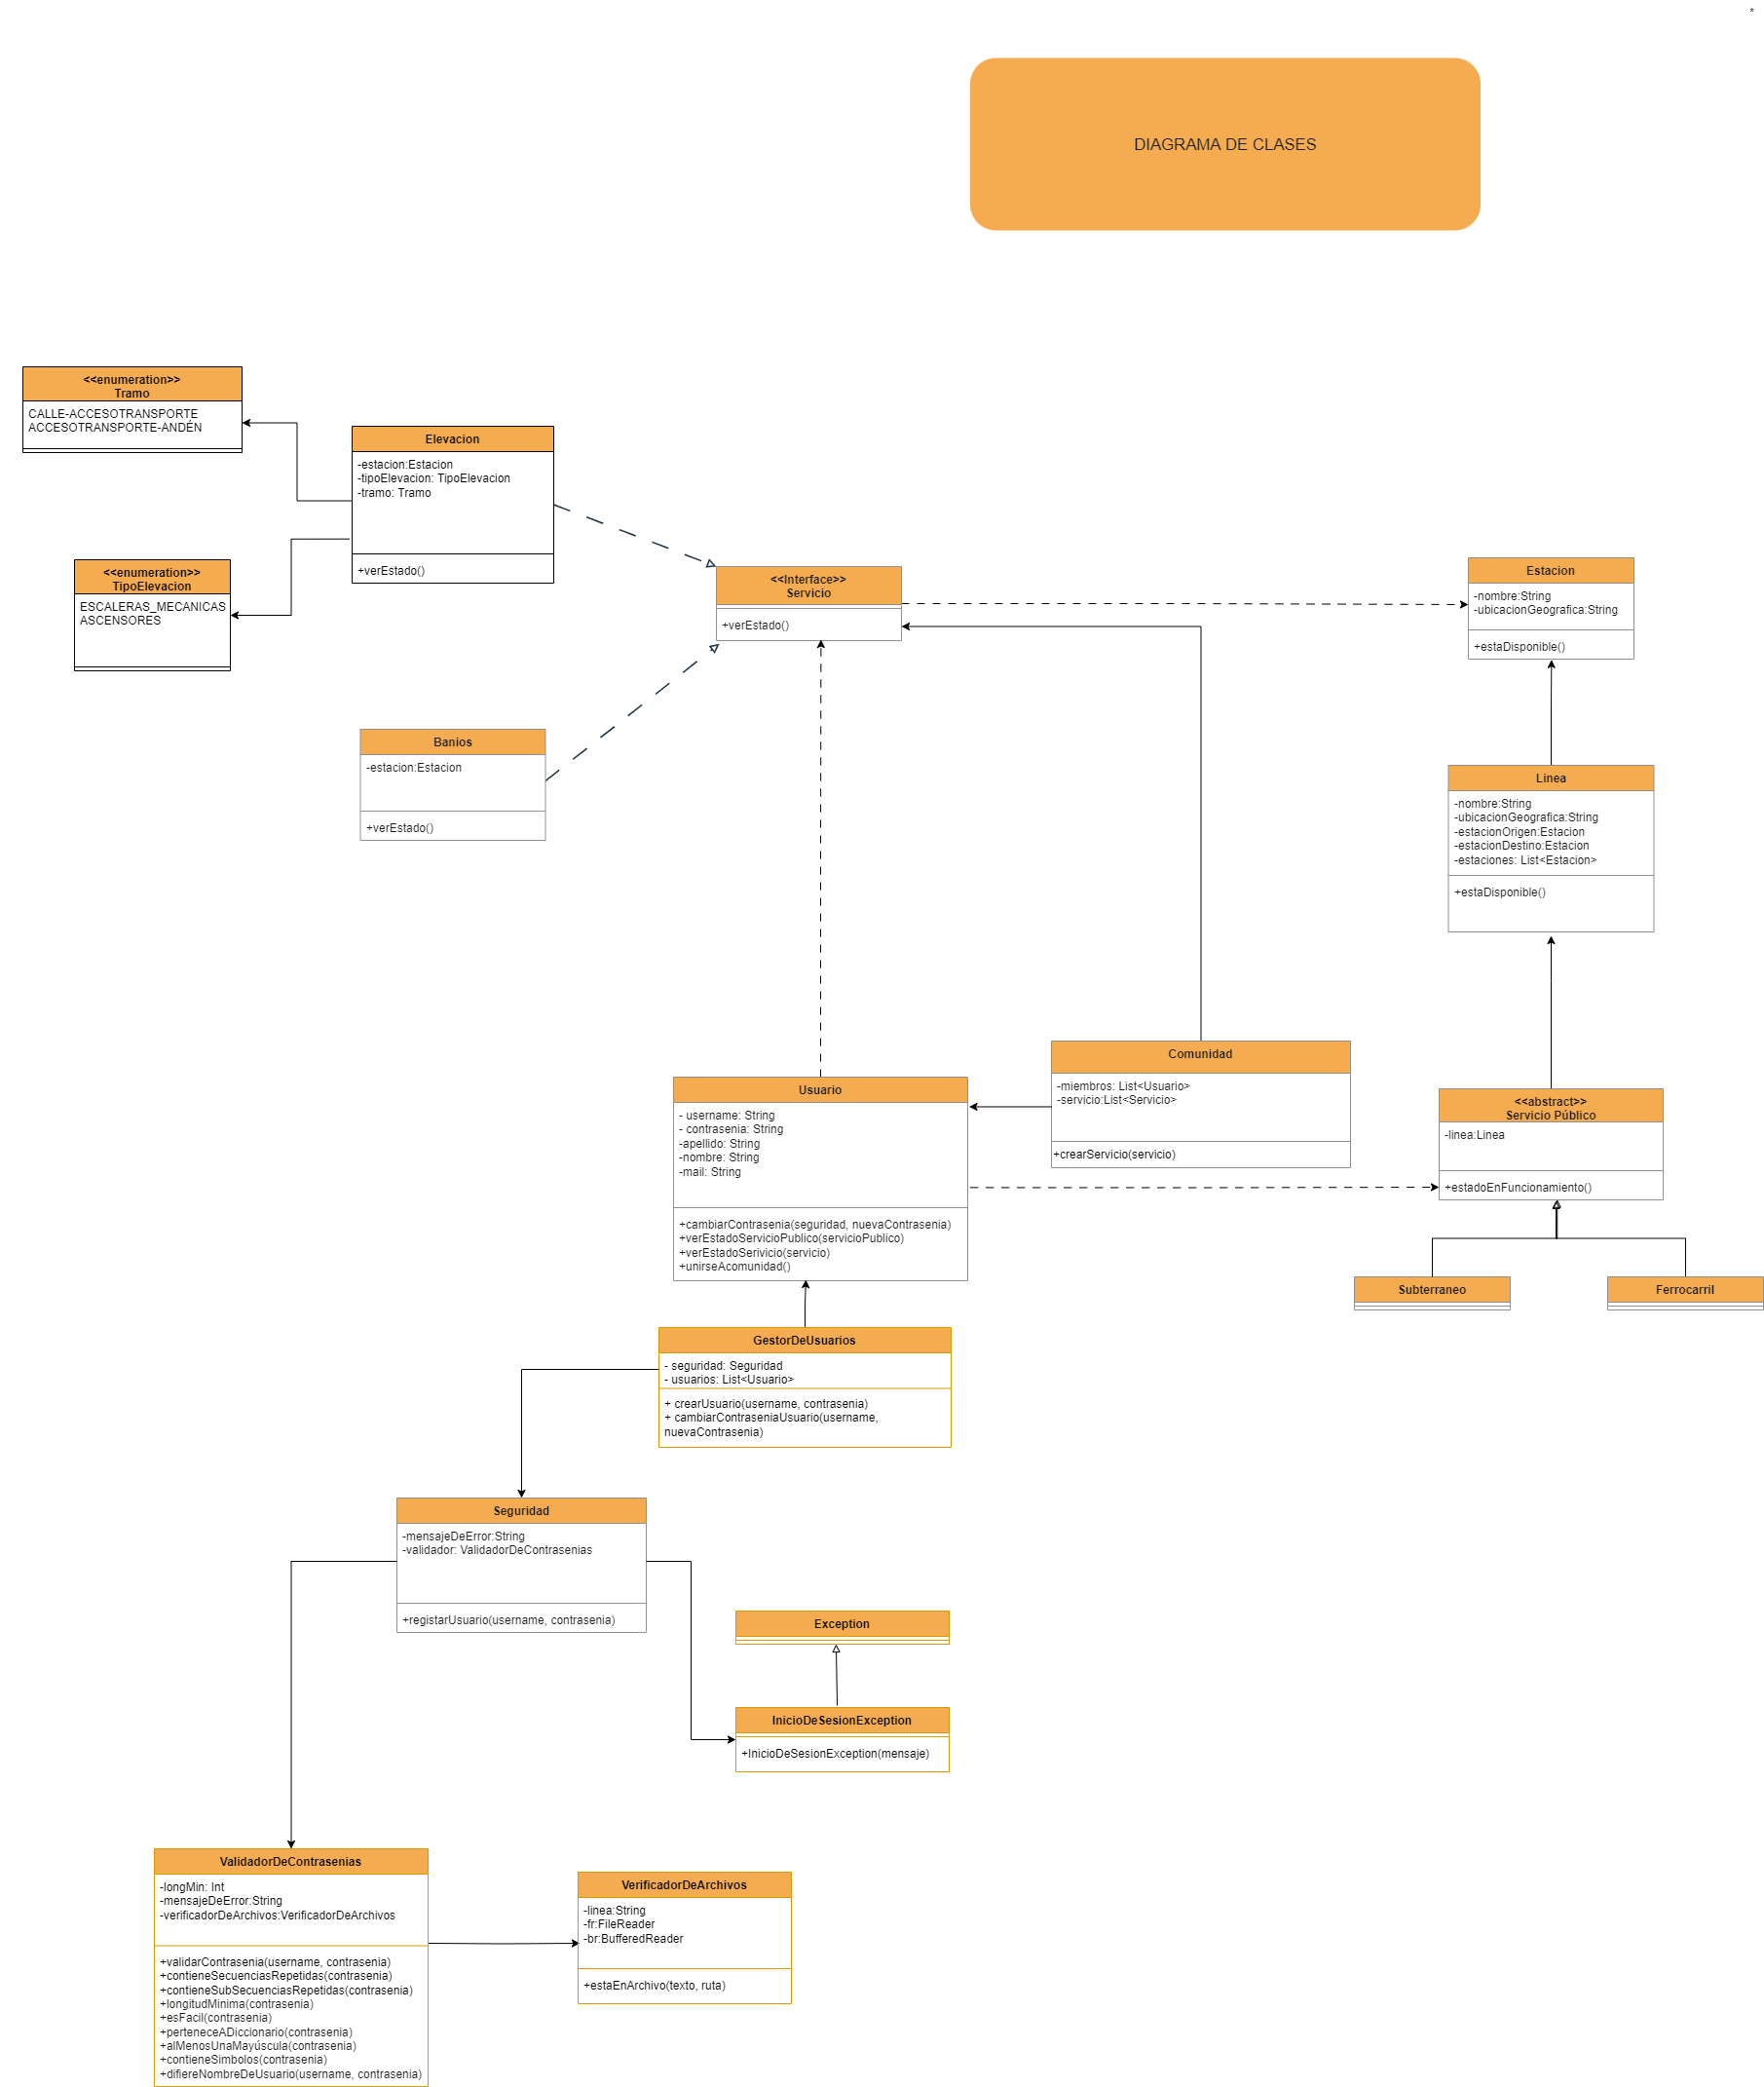 *
DIAGRAMA DE CLASES
<<enumeration>>
Tramo
CALLE-ACCESOTRANSPORTE
ACCESOTRANSPORTE-ANDÉN
Elevacion
-estacion:Estacion
-tipoElevacion: TipoElevacion
-tramo: Tramo
+verEstado()
<<enumeration>>
TipoElevacion
ESCALERAS_MECANICAS
ASCENSORES
<<Interface>>
Servicio
+verEstado()
Estacion
-nombre:String
-ubicacionGeografica:String
+estaDisponible()
Banios
-estacion:Estacion
+verEstado()
Linea
-nombre:String
-ubicacionGeografica:String
-estacionOrigen:Estacion
-estacionDestino:Estacion
-estaciones: List<Estacion>
+estaDisponible()
Comunidad
-miembros: List<Usuario>
-servicio:List<Servicio>
+crearServicio(servicio)
Usuario
- username: String
- contrasenia: String
-apellido: String
-nombre: String
-mail: String
+cambiarContrasenia(seguridad, nuevaContrasenia)
+verEstadoServicioPublico(servicioPublico)
+verEstadoSerivicio(servicio)
+unirseAcomunidad()
<<abstract>>
Servicio Público
-linea:Linea
+estadoEnFuncionamiento()
Subterraneo
Ferrocarril
GestorDeUsuarios
- seguridad: Seguridad
- usuarios: List<Usuario>
+ crearUsuario(username, contrasenia)
+ cambiarContraseniaUsuario(username,
nuevaContrasenia)
Seguridad
-mensajeDeError:String
-validador: ValidadorDeContrasenias
+registarUsuario(username, contrasenia)
Exception
InicioDeSesionException
+InicioDeSesionException(mensaje)
ValidadorDeContrasenias
-longMin: Int
-mensajeDeError:String
-verificadorDeArchivos:VerificadorDeArchivos
+validarContrasenia(username, contrasenia)
+contieneSecuenciasRepetidas(contrasenia)
+contieneSubSecuenciasRepetidas(contrasenia)
+longitudMinima(contrasenia)
+esFacil(contrasenia)
+perteneceADiccionario(contrasenia)
+alMenosUnaMayúscula(contrasenia)
+contieneSimbolos(contrasenia)
+difiereNombreDeUsuario(username, contrasenia)
VerificadorDeArchivos
-linea:String
-fr:FileReader
-br:BufferedReader
+estaEnArchivo(texto, ruta)